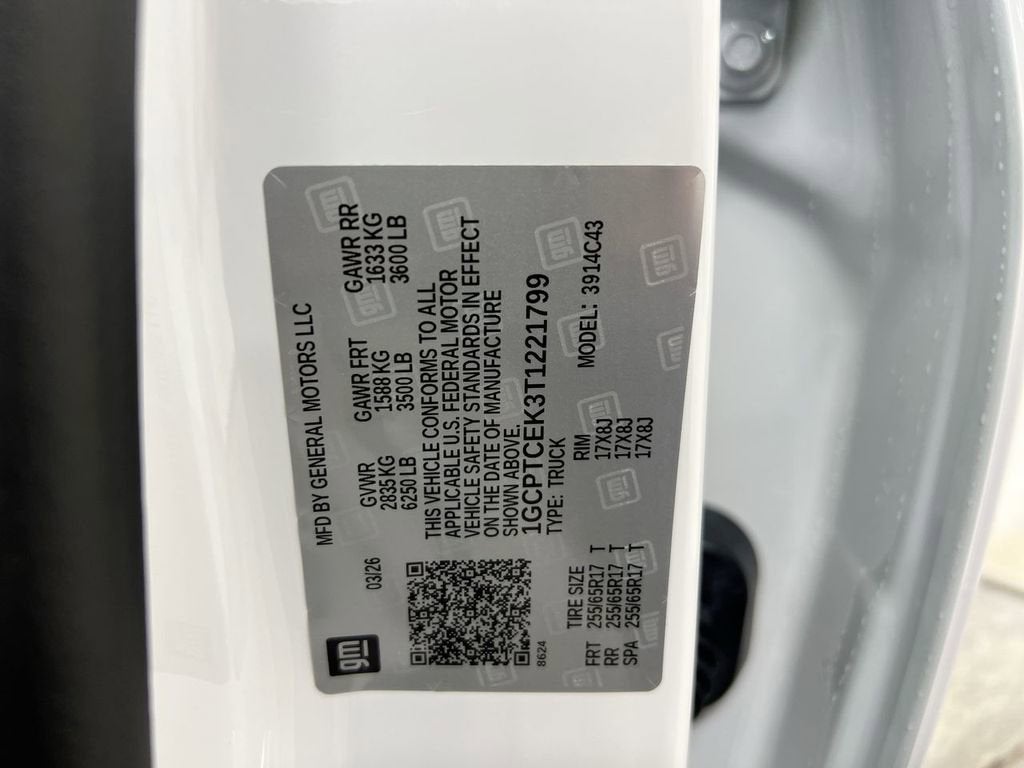 gm
03/26
MFD BY GENERAL MOTORS LLC
GVWR GAWR FRT GAWR RR
2835 KG 1588 KG 1633 KG
6250 LB 3500 LB 3600 LB
THIS VEHICLE CONFORMS TO ALL
APPLICABLE U.S. FEDERAL MOTOR
VEHICLE SAFETY STANDARDS IN EFFECT
ON THE DATE OF MANUFACTURE
SHOWN ABOVE.
1GCPTCEK3T1221799
8624
TYPE: TRUCK
MODEL: 3914C43
TIRE SIZE RIM
FRT 255/65R17 T 17X8J
RR 255/65R17 T 17X8J
SPA 255/65R17 T 17X8J